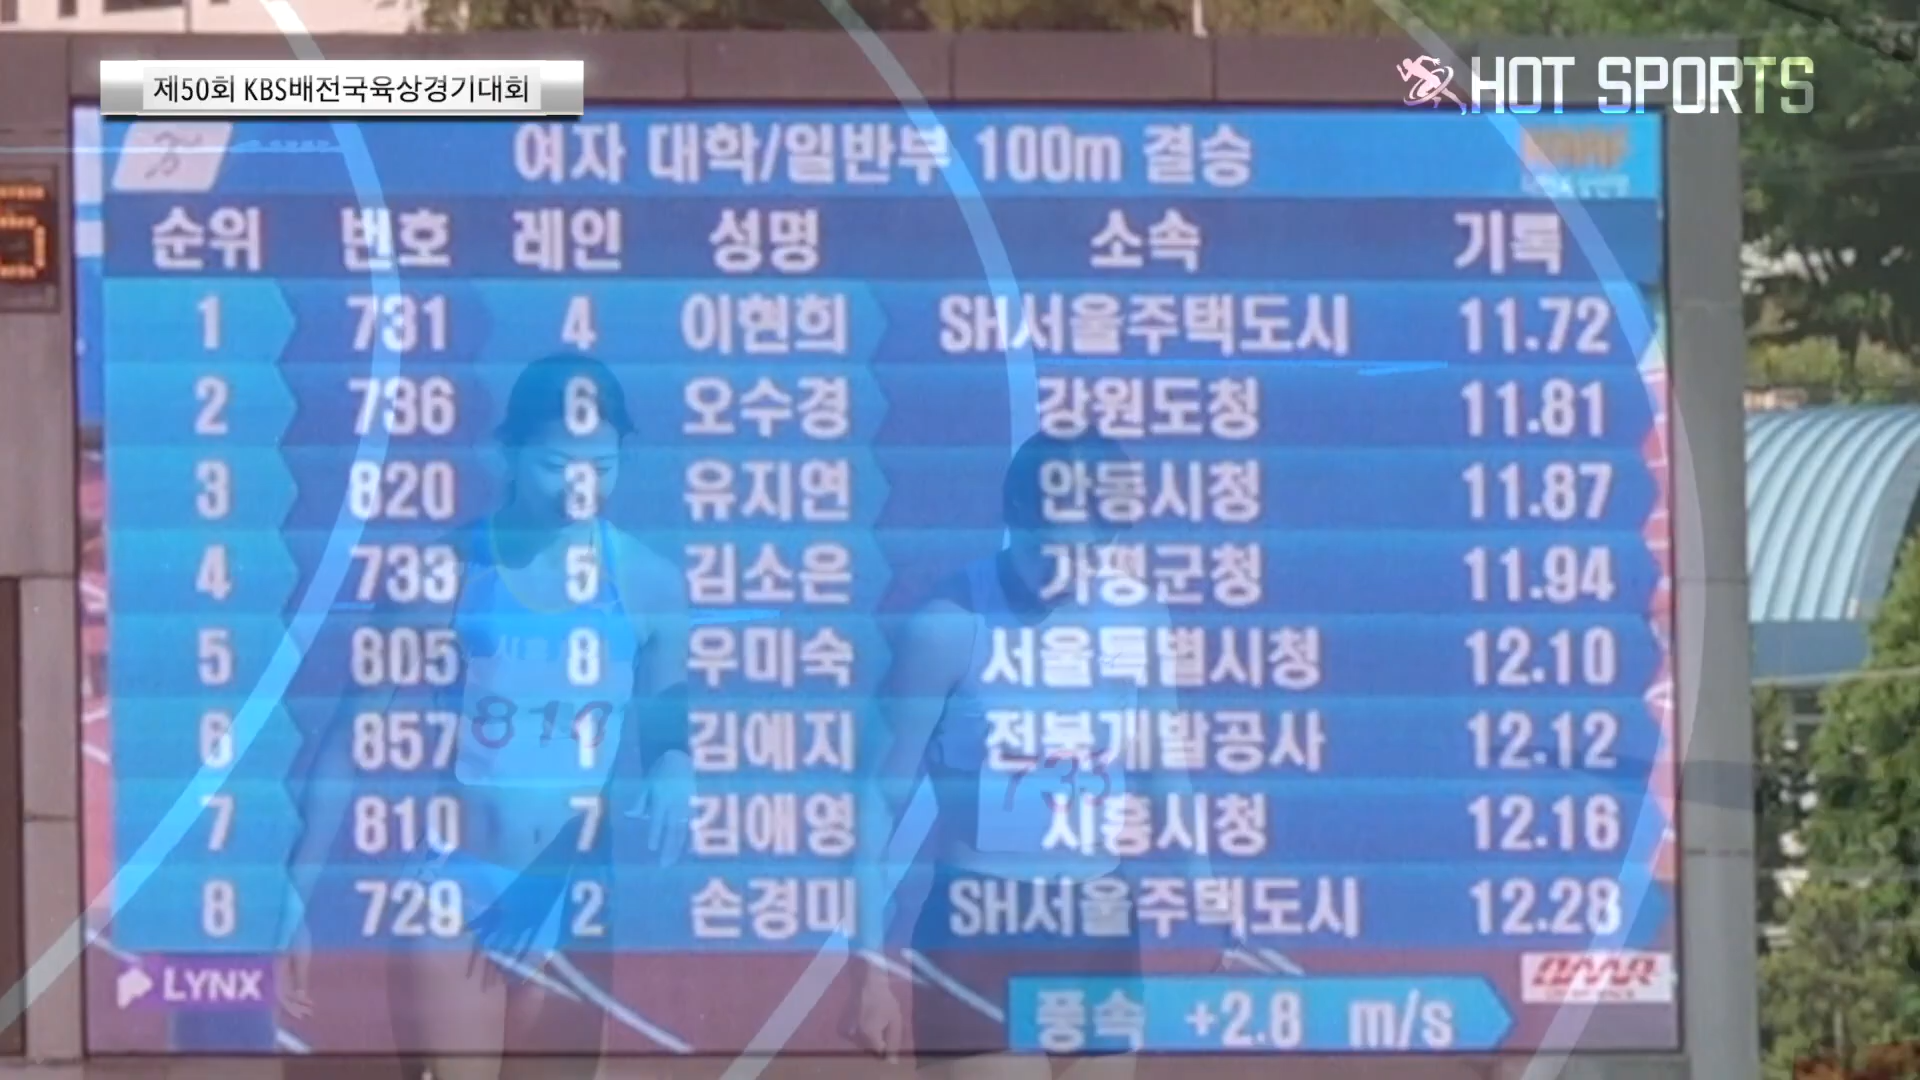 제50회 KBS배전국육상경기대회
HOT SPORTS
여자 대학/일반부 100m 결승
순위 번호 레인 성명 소속 기록
1 731 4 이현희 SH서울주택도시 11.72
2 736 6 오수경 강원도청 11.81
3 820 3 유지연 안동시청 11.87
4 733 5 김소은 가평군청 11.94
5 805 8 우미숙 서울특별시청 12.10
6 857 1 김예지 전북개발공사 12.12
7 810 7 김애영 시흥시청 12.16
8 729 2 손경미 SH서울주택도시 12.28
810
733
LYNX
풍속 +2.8 m/s